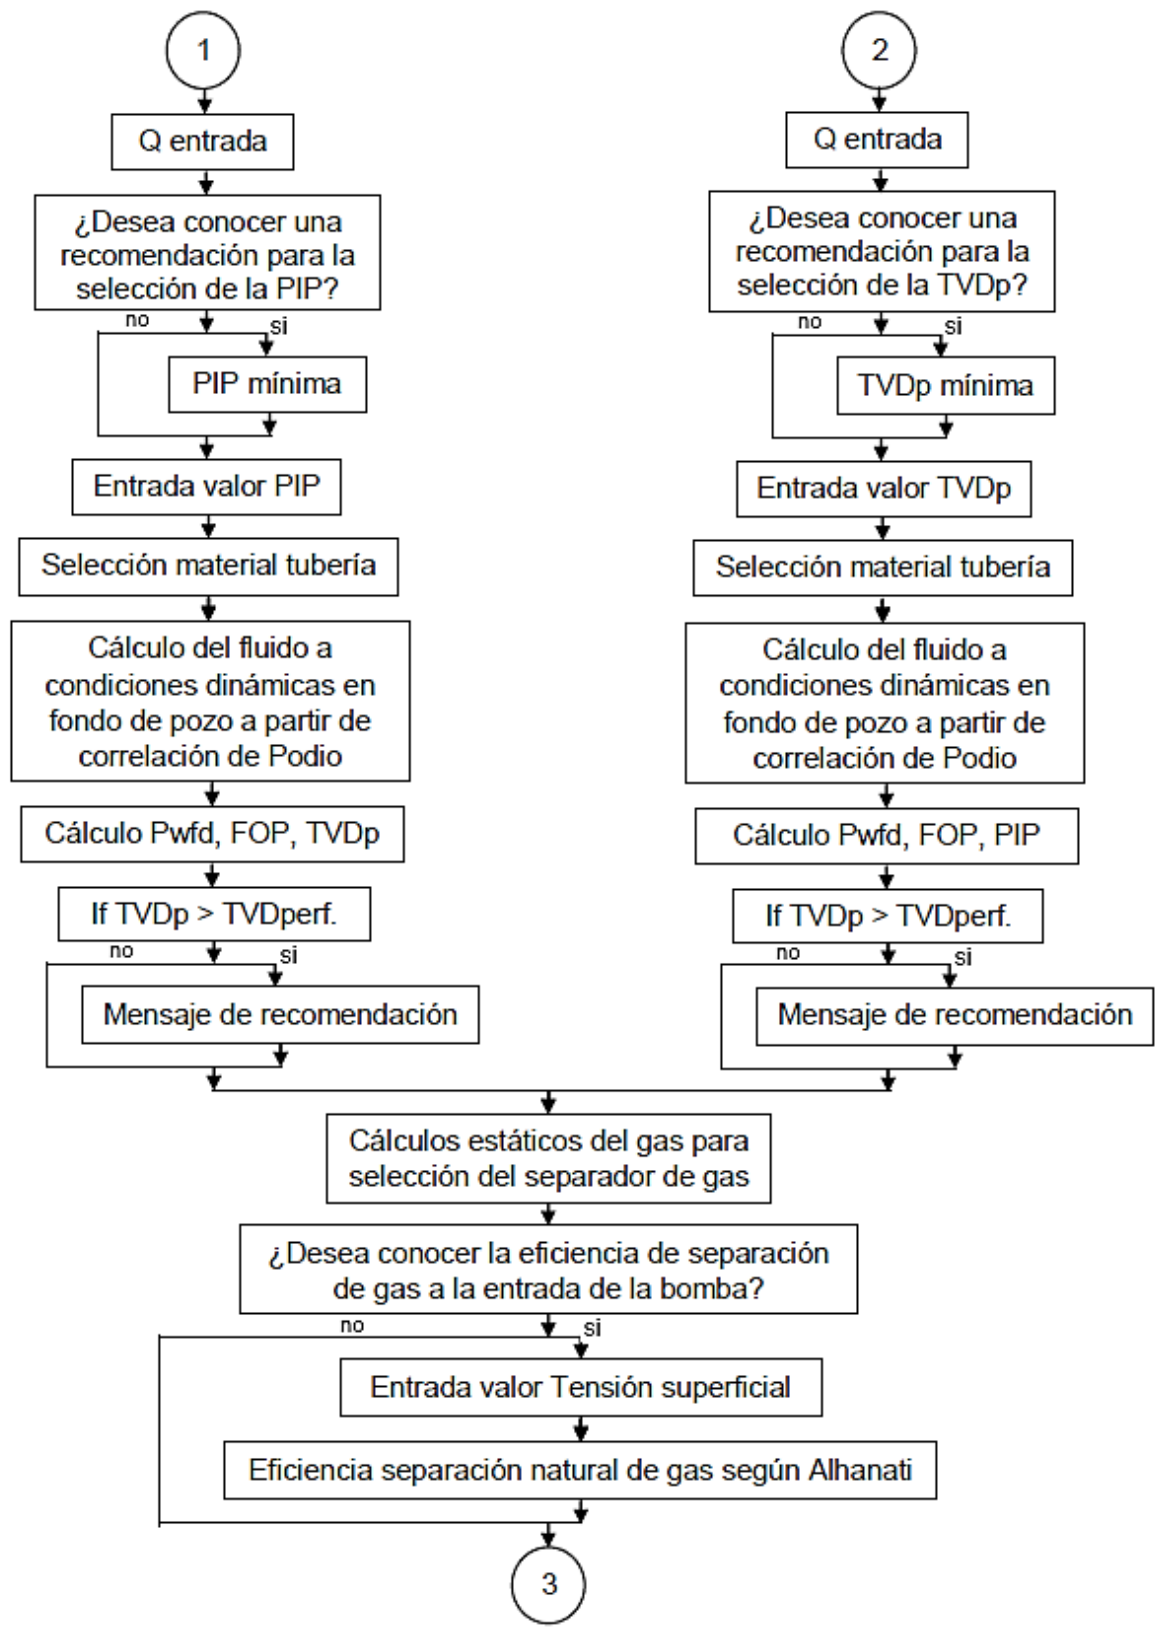 1
Q entrada
¿Desea conocer una
recomendación para la
selección de la PIP?
no
si
PIP mínima
Entrada valor PIP
Selección material tubería
Cálculo del fluido a
condiciones dinámicas en
fondo de pozo a partir de
correlación de Podio
Cálculo Pwfd, FOP, TVDp
If TVDp > TVDperf.
no
si
Mensaje de recomendación
2
Q entrada
¿Desea conocer una
recomendación para la
selección de la TVDp?
no
si
TVDp mínima
Entrada valor TVDp
Selección material tubería
Cálculo del fluido a
condiciones dinámicas en
fondo de pozo a partir de
correlación de Podio
Cálculo Pwfd, FOP, PIP
If TVDp > TVDperf.
no
si
Mensaje de recomendación
Cálculos estáticos del gas para
selección del separador de gas
¿Desea conocer la eficiencia de separación
de gas a la entrada de la bomba?
no
si
Entrada valor Tensión superficial
Eficiencia separación natural de gas según Alhanati
3